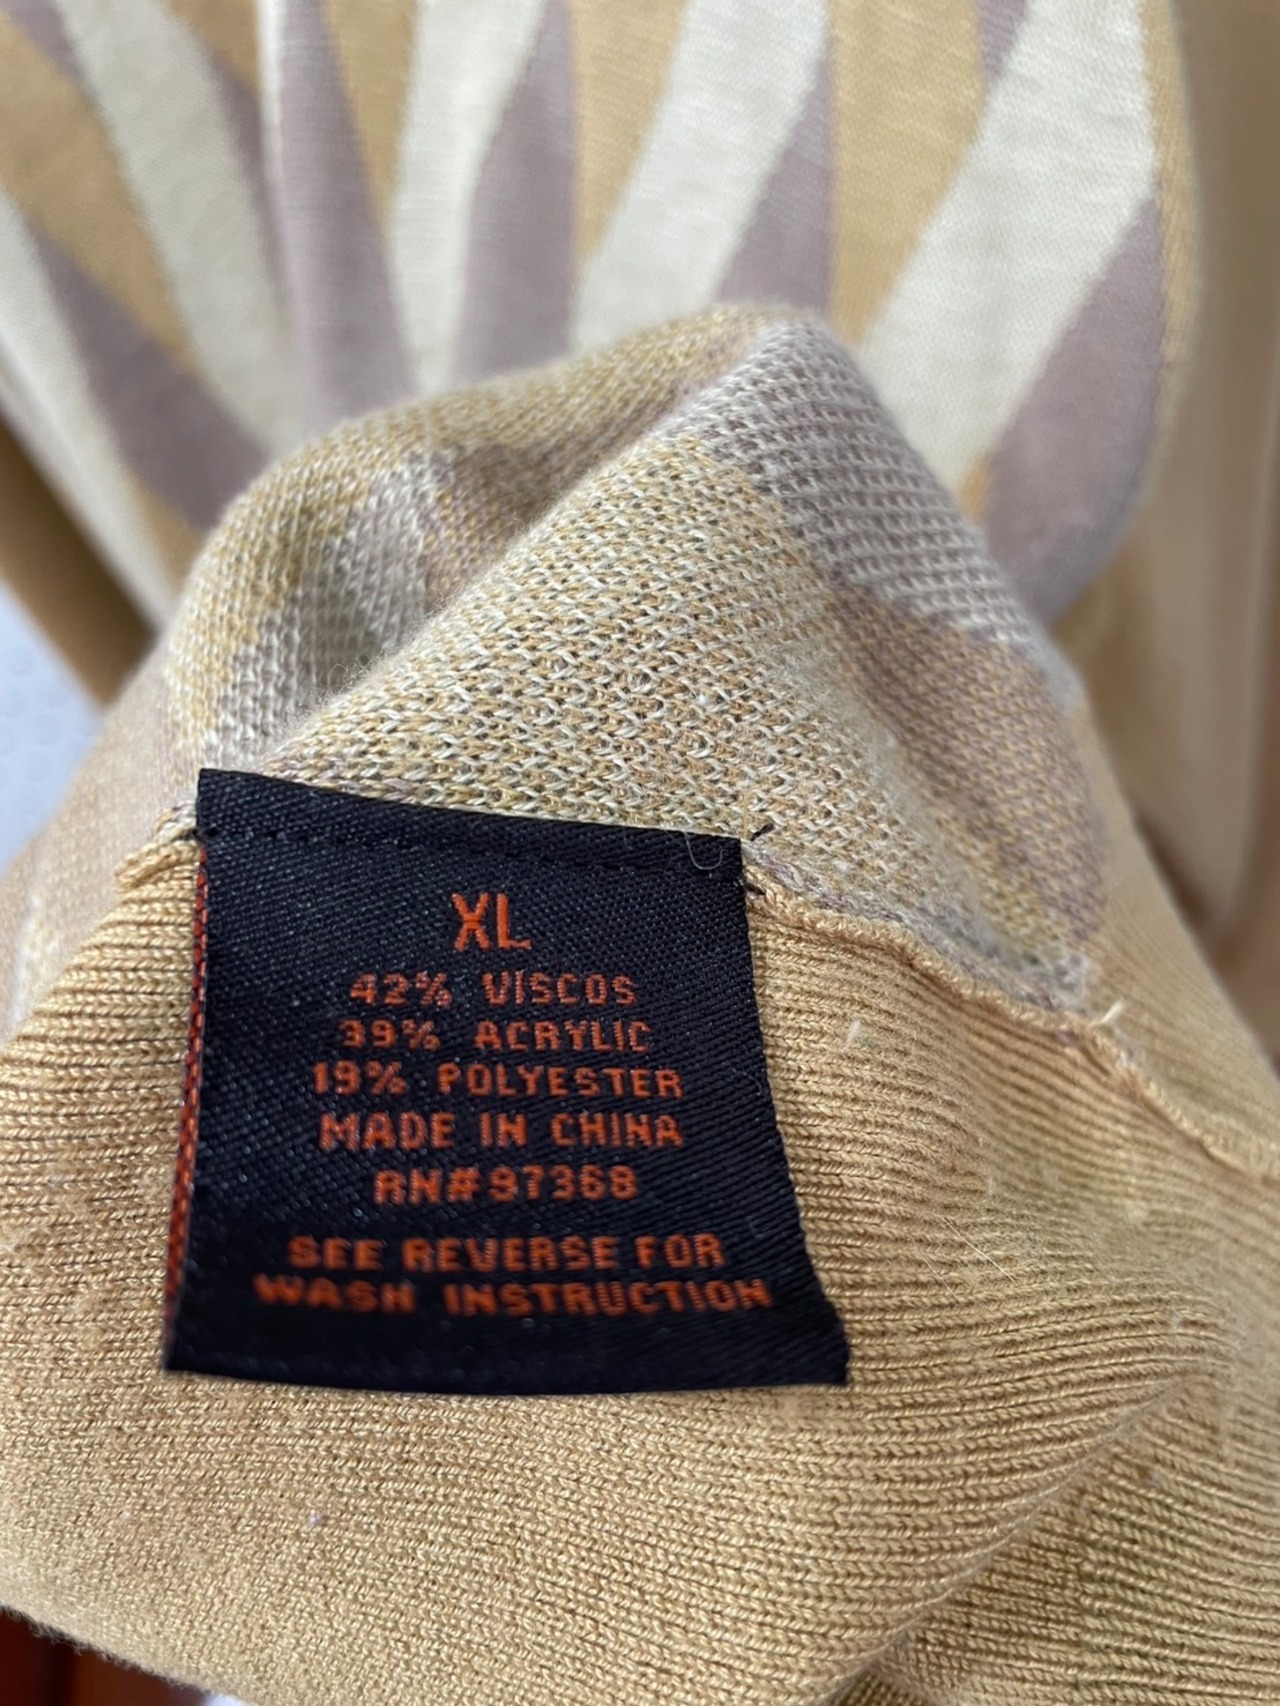 XL
42% VISCOS
39% ACRYLIC
19% POLYESTER
MADE IN CHINA
RN#97368
SEE REVERSE FOR
WASH INSTRUCTION